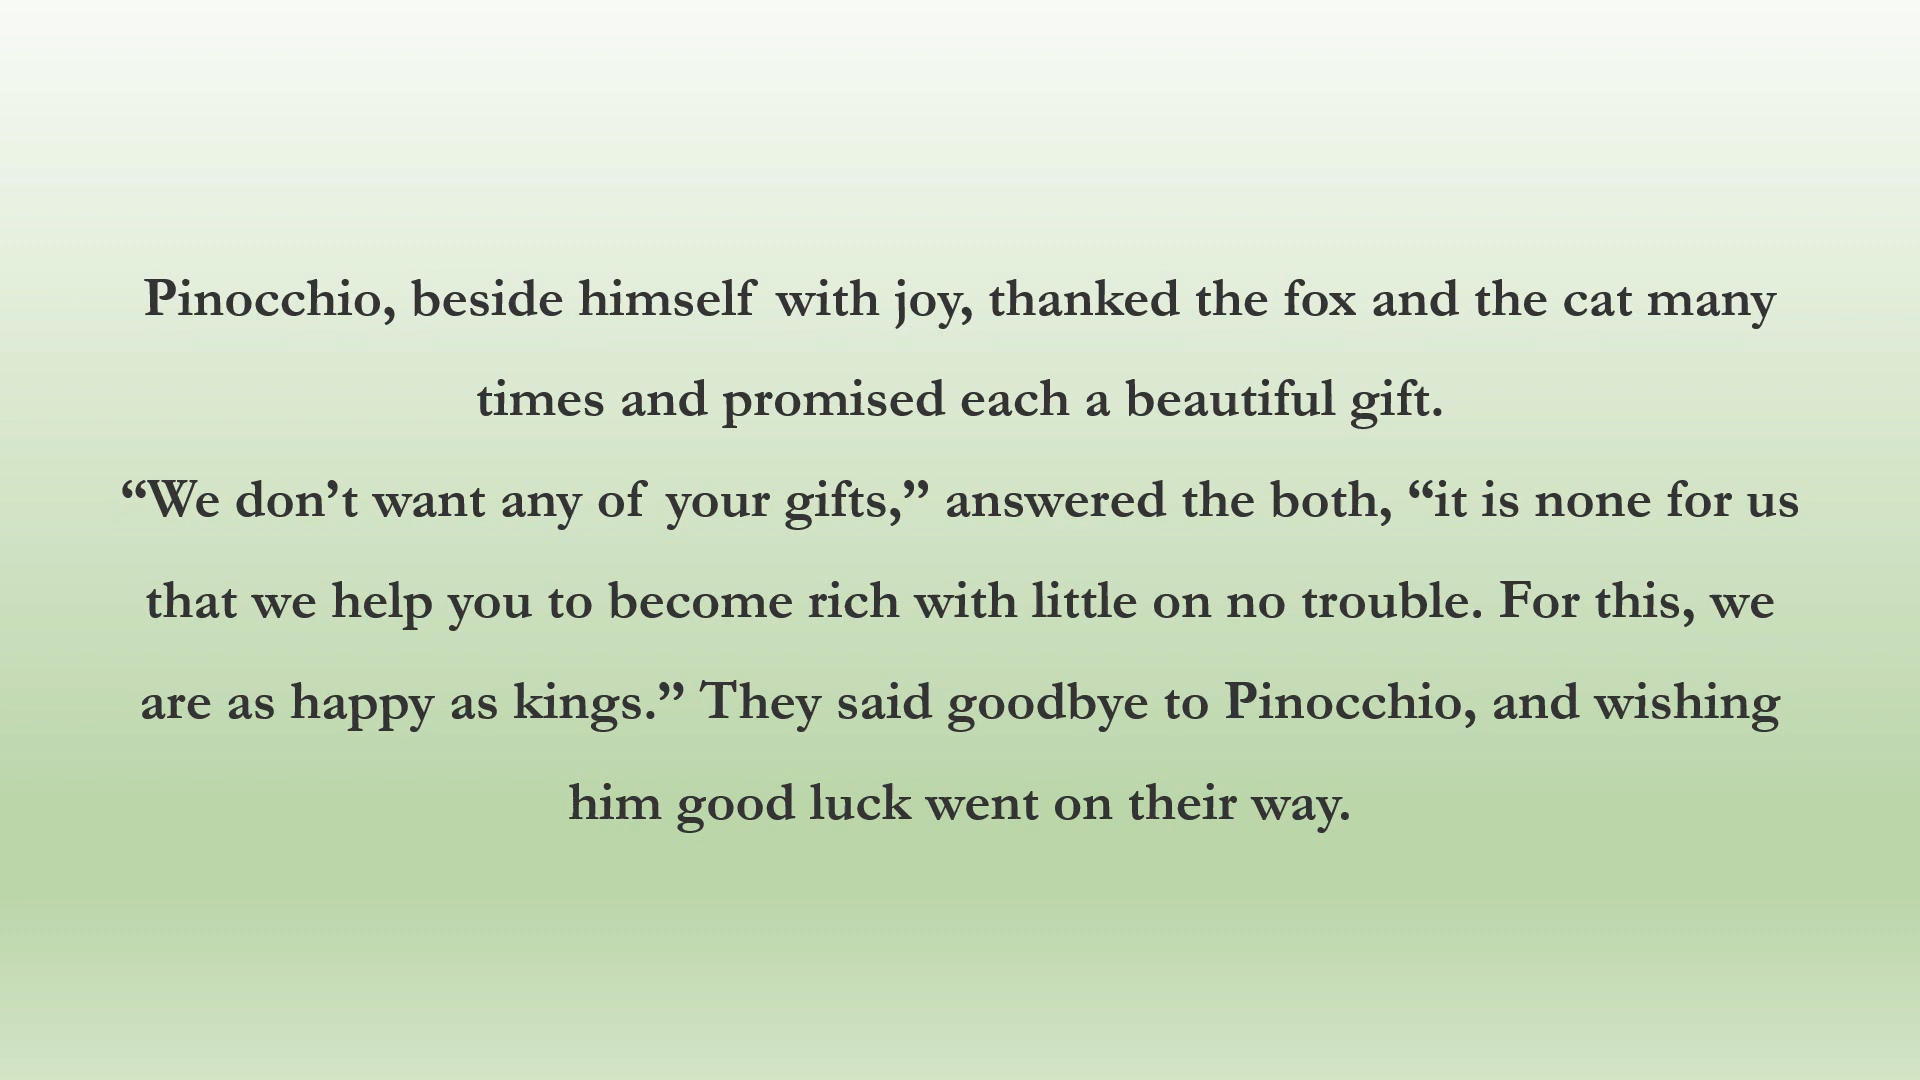 Pinocchio, beside himself with joy, thanked the fox and the cat many
times and promised each a beautiful gift.
“We don’t want any of your gifts,” answered the both, “it is none for us
that we help you to become rich with little on no trouble. For this, we
are as happy as kings.” They said goodbye to Pinocchio, and wishing
him good luck went on their way.